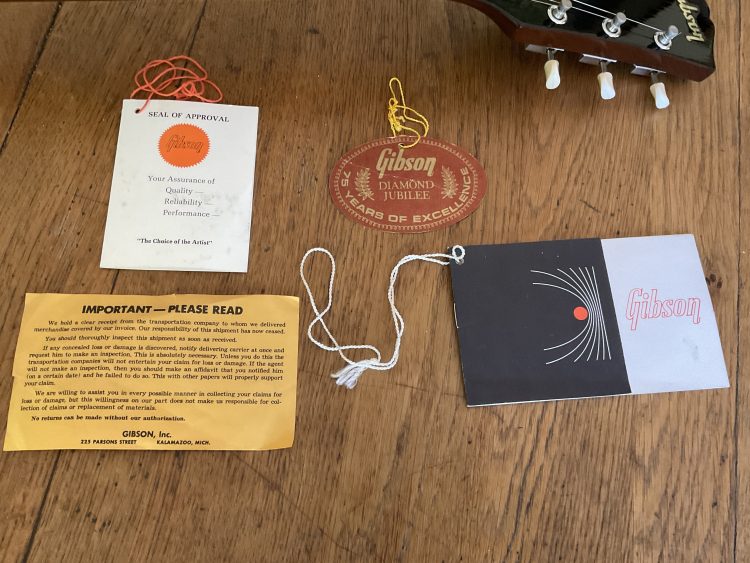 Gibson
SEAL OF APPROVAL
Gibson
Your Assurance of
Quality —
Reliability —
Performance —
"The Choice of the Artist"
Gibson
DIAMOND
JUBILEE
75 YEARS OF EXCELLENCE
Gibson
IMPORTANT — PLEASE READ
We hold a clear receipt from the transportation company to whom we delivered
merchandise covered by our invoice. Our responsibility of this shipment has now ceased.
You should thoroughly inspect this shipment as soon as received.
If any concealed loss or damage is discovered, notify delivering carrier at once and
request him to make an inspection. This is absolutely necessary. Unless you do this the
transportation companies will not entertain your claim for loss or damage. If the agent
will not make an inspection, then you should make an affidavit that you notified him
(on a certain date) and he failed to do so. This with other papers will properly support
your claim.
We are willing to assist you in every possible manner in collecting your claims for
loss or damage, but this willingness on our part does not make us responsible for col-
lection of claims or replacement of materials.
No returns can be made without our authorization.
GIBSON, Inc.
225 PARSONS STREET KALAMAZOO, MICH.